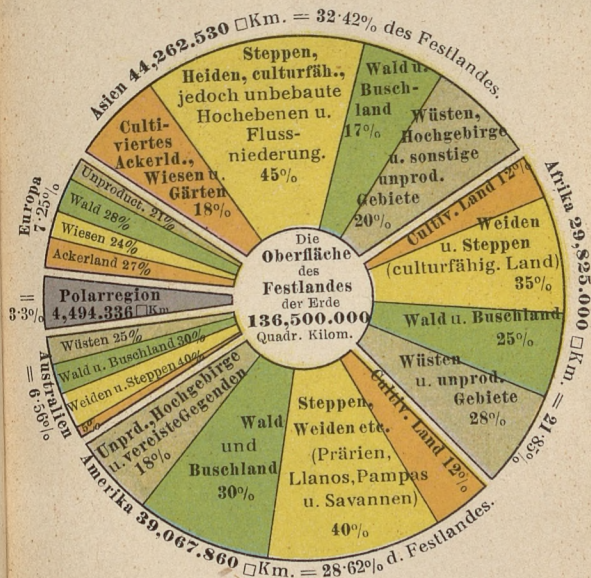 Die
Oberfläche
des
Festlandes
der Erde
136,500.000
Quadr. Kilom.
Asien 44,262.530 □Km. = 32·42% des Festlandes.
Culti-
viertes
Ackerld.,
Wiesen u.
Gärten
18%
Steppen,
Heiden, culturfäh.,
jedoch unbebaute
Hochebenen u.
Fluss-
niederung.
45%
Wald u.
Busch-
land
17%
Wüsten,
Hochgebirge
u. sonstige
unprod.
Gebiete
20%
Afrika 29,825.000 □Km. = 21·85%
Cultiv. Land 12%
Weiden
u. Steppen
(culturfähig. Land)
35%
Wald u. Buschland
25%
Wüsten
u. unprod.
Gebiete
28%
Amerika 39,067.860 □Km. = 28·62% d. Festlandes.
Cultiv. Land 12%
Steppen,
Weiden etc.
(Prärien,
Llanos, Pampas
u. Savannen)
40%
Wald
und
Buschland
30%
Unprd., Hochgebirge
u. vereiste Gegenden
18%
Australien
= 6·56%
5%
Weiden u. Steppen 40%
Wald u. Buschland 30%
Wüsten 25%
= 3·3%
Polarregion
4,494.336 □Km
Europa
7·25%
Ackerland 27%
Wiesen 24%
Wald 28%
Unproduct. 21%